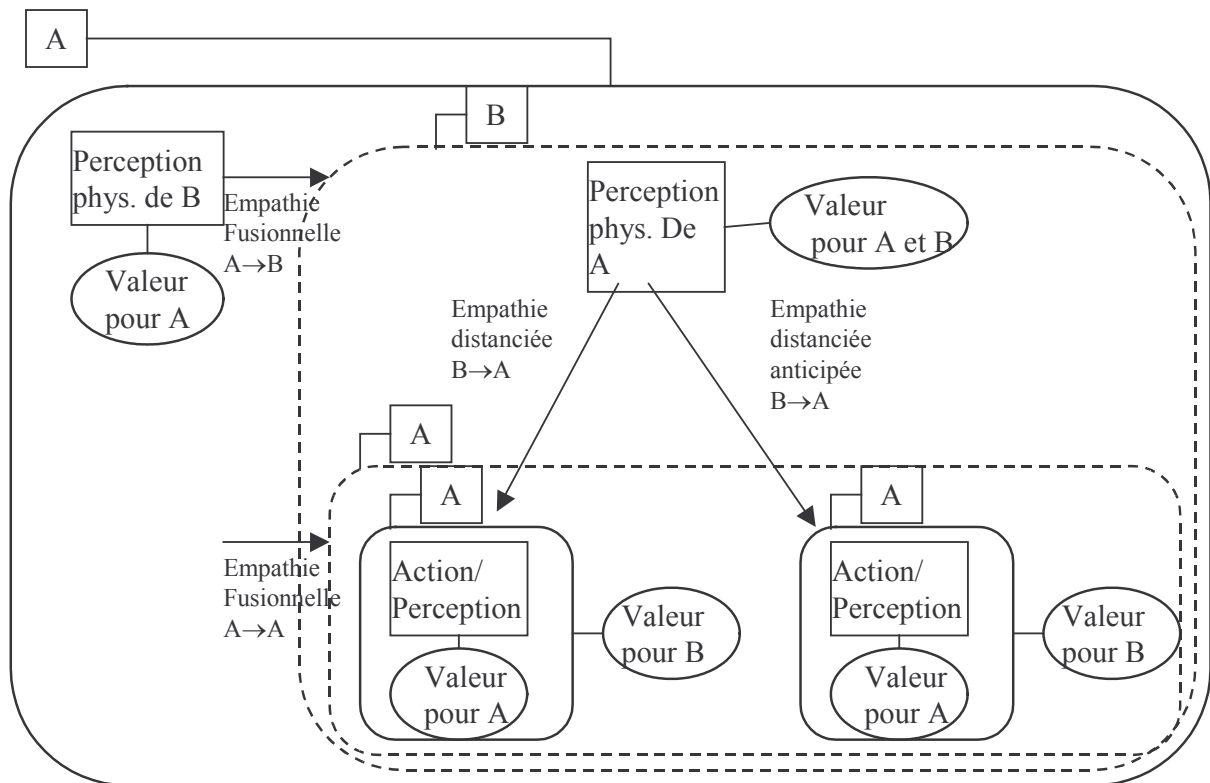 A
B
Perception
phys. de B
Valeur
pour A
Empathie
Fusionnelle
A→B
Perception
phys. De
A
Valeur
pour A et B
Empathie
distanciée
B→A
Empathie
distanciée
anticipée
B→A
A
A
A
Empathie
Fusionnelle
A→A
Action/
Perception
Valeur
pour A
Valeur
pour B
Action/
Perception
Valeur
pour A
Valeur
pour B